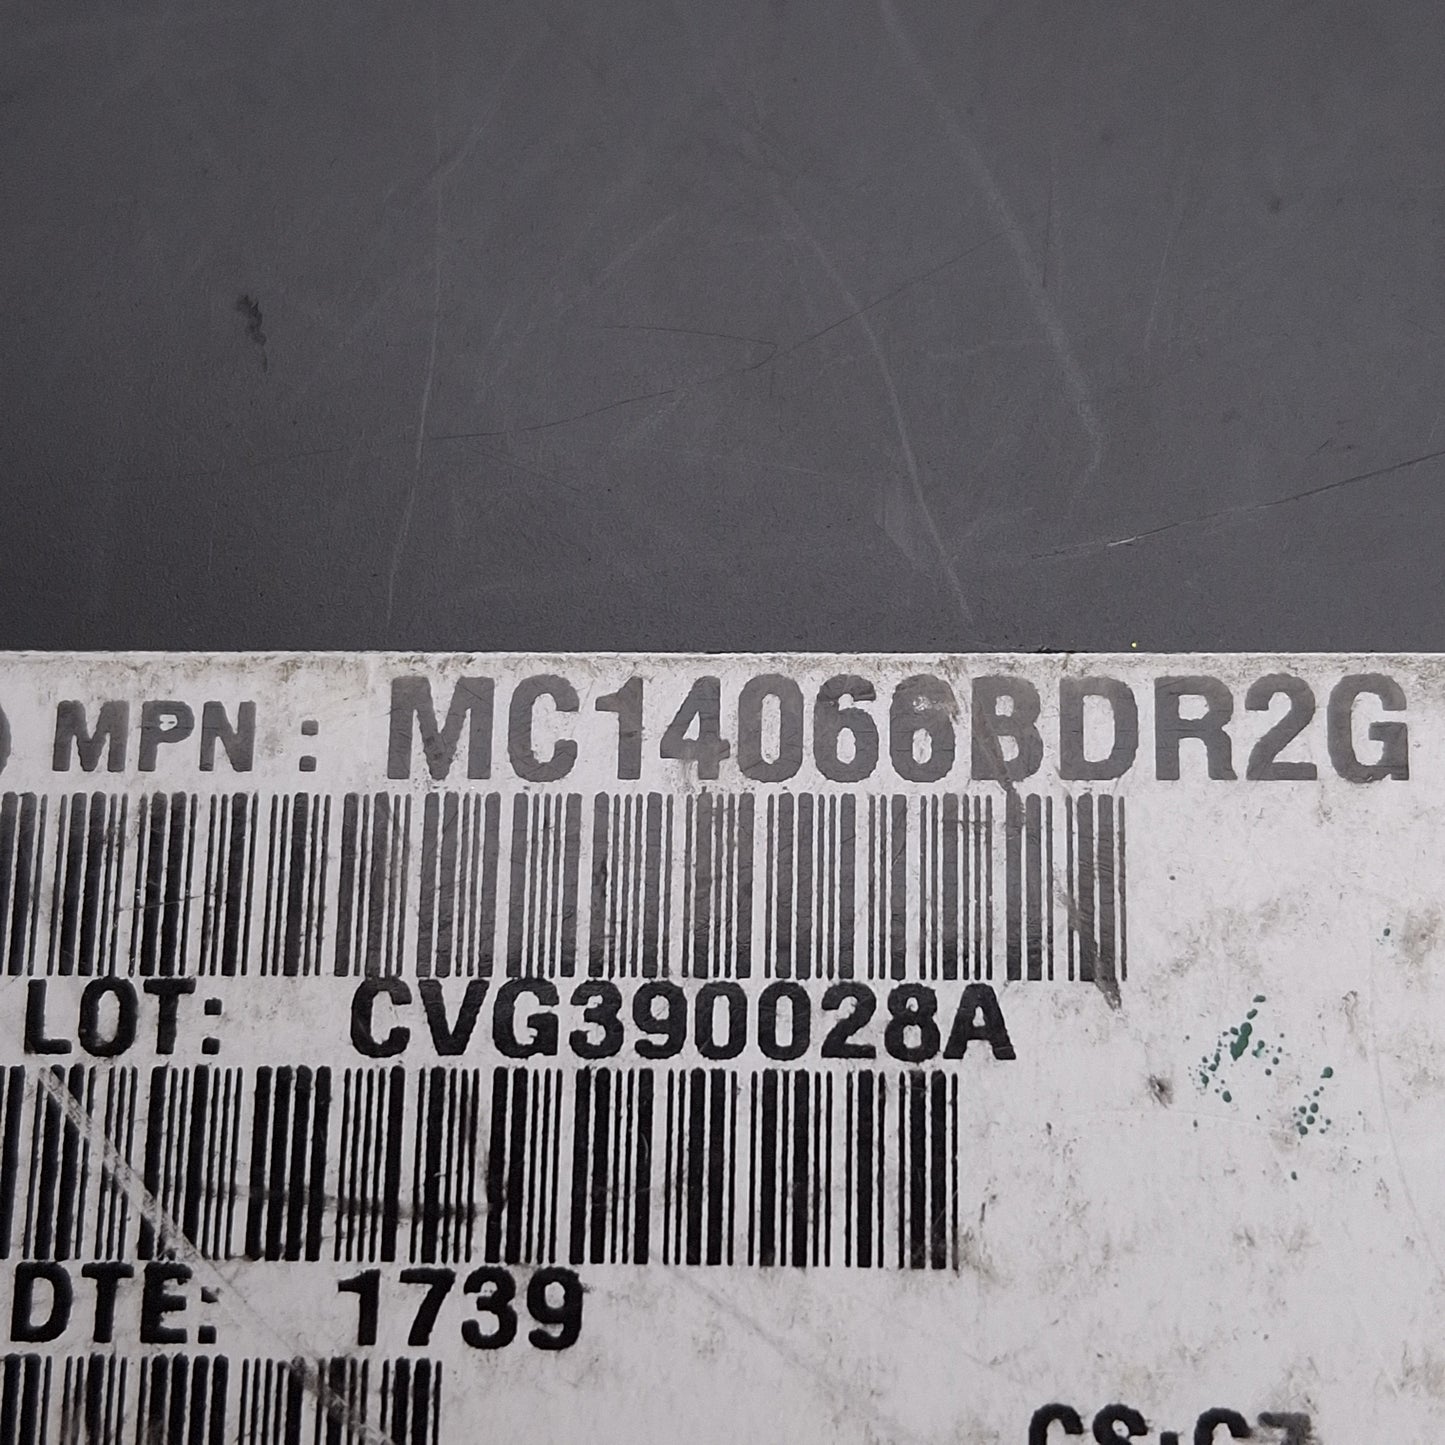 MPN: MC14066BDR2G
LOT: CVG390028A
DTE: 1739